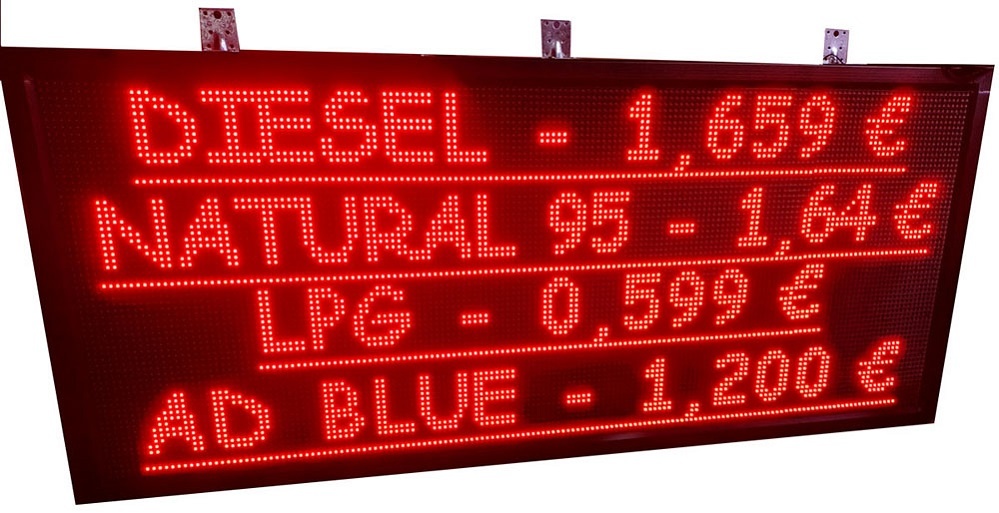 DIESEL - 1,659 €
NATURAL 95 - 1,64 €
LPG - 0,599 €
AD BLUE - 1,200 €